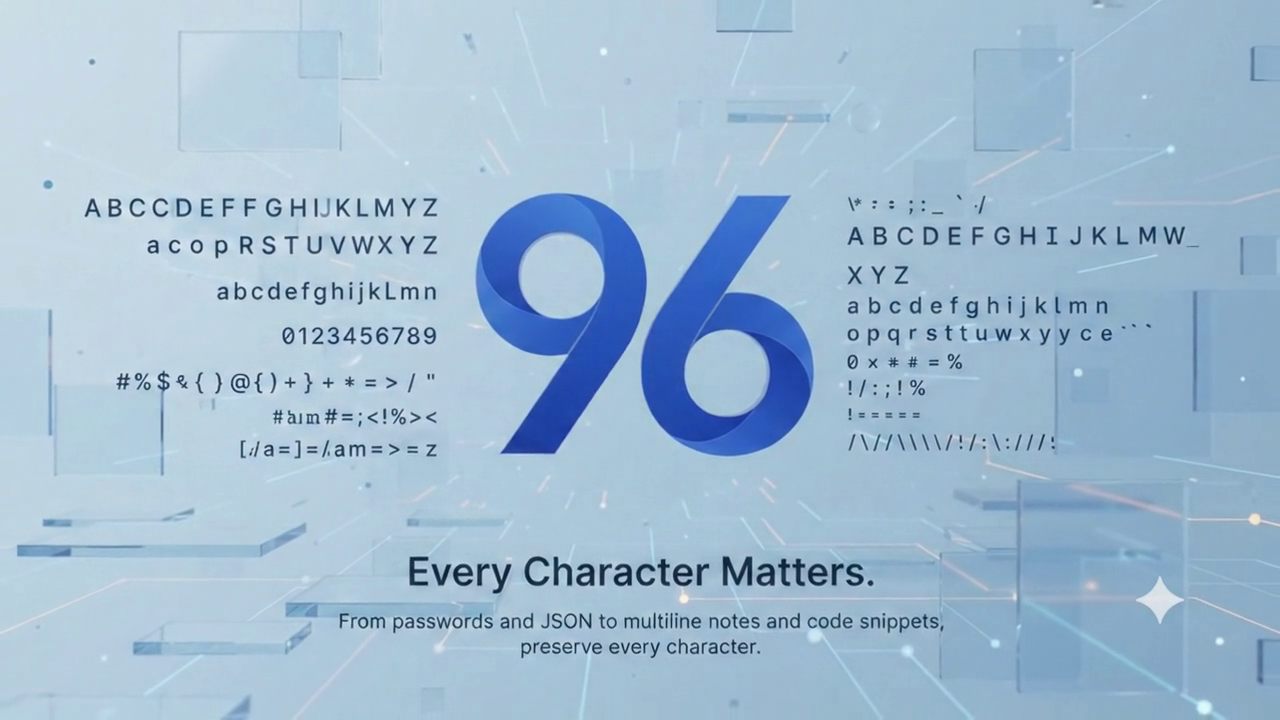 ABCCDEFFGHIJKLMYZ
acopRSTUVWXYZ
abcdefghijkLmn
0123456789
#%$&{ }@{)+}+*=>/"
#aım#=;<!%><
[./a=]=/.am=>=z
96
\*::;:_ `·/
ABCDEFGHIJKLMW_
XYZ
abcdefghijklmn
opqrsttuwxyyce```
0×*#=%
!/:;!%
!=====
/\//\\\\/!/:\:///:
Every Character Matters.
From passwords and JSON to multiline notes and code snippets,
preserve every character.